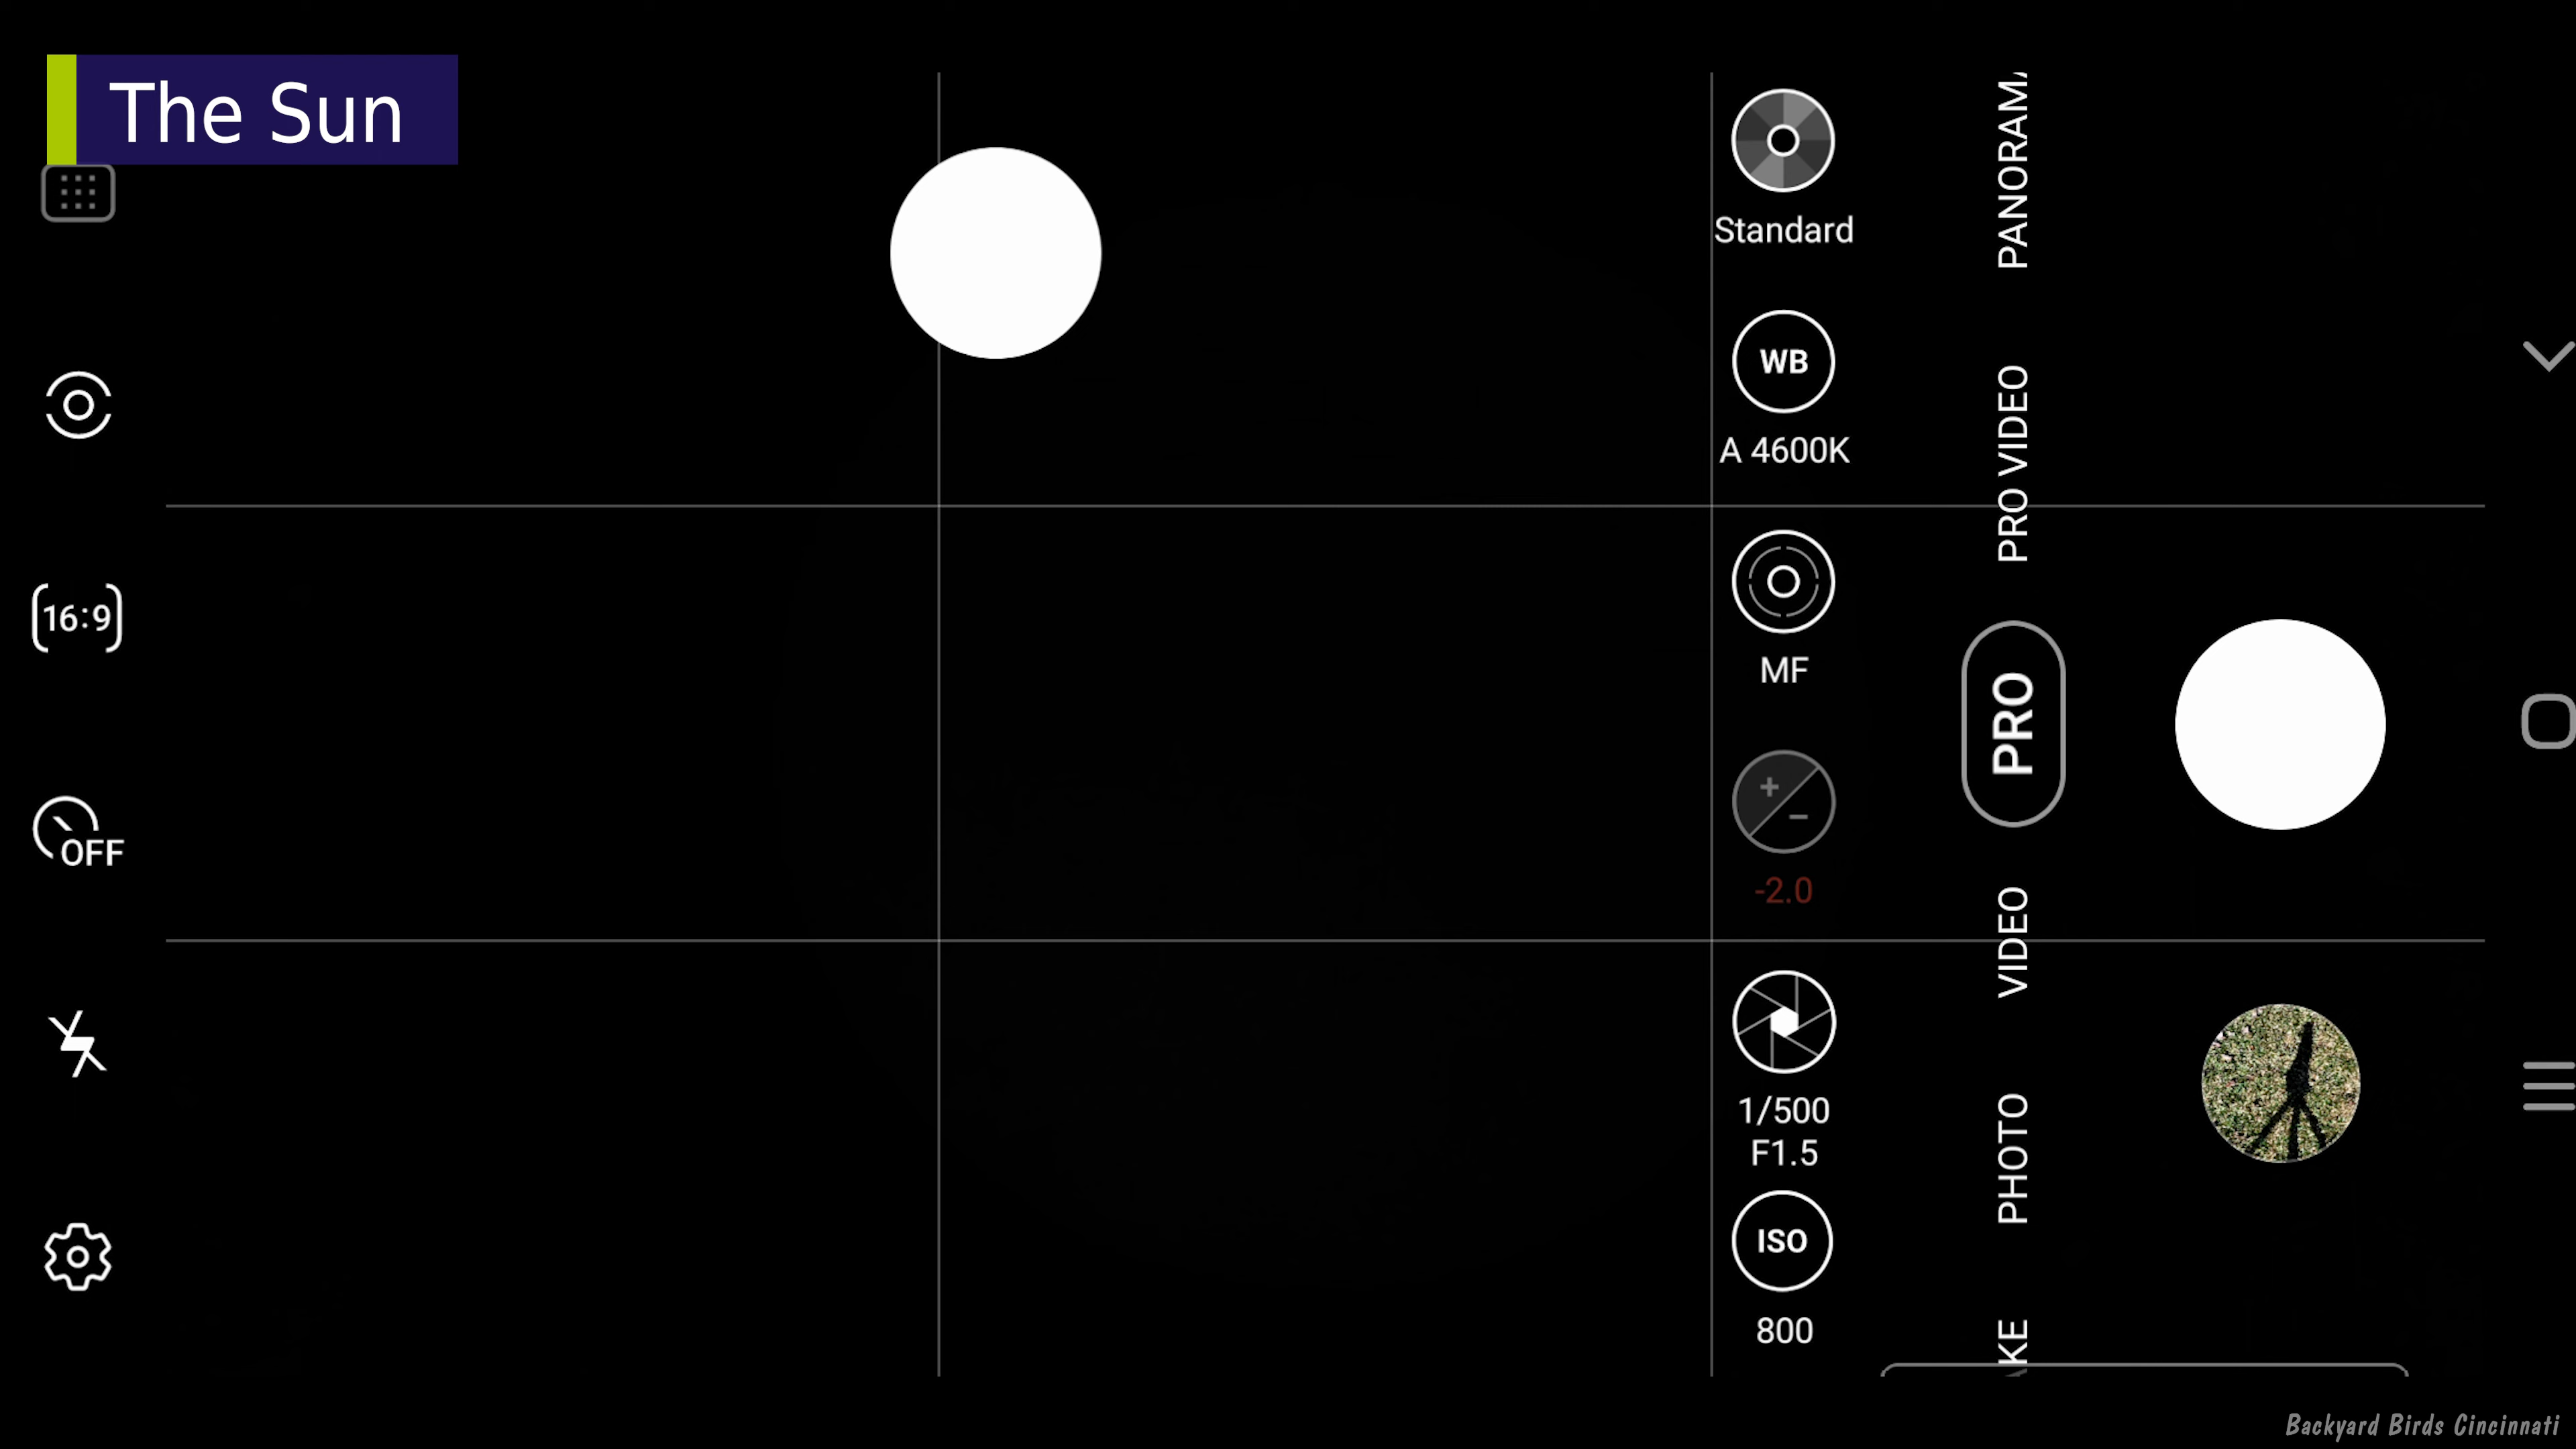 The Sun
Standard
WB
A 4600K
MF
-2.0
1/500
F1.5
ISO
800
16:9
OFF
PANORAM
PRO VIDEO
PRO
VIDEO
PHOTO
KE
Backyard Birds Cincinnati